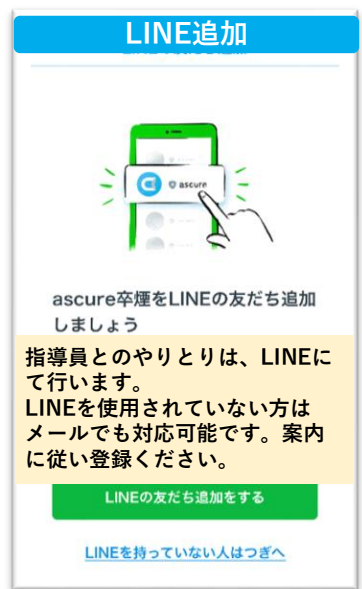 LINE追加
ascure
ascure卒煙をLINEの友だち追加
しましょう
指導員とのやりとりは、LINEに
て行います。
LINEを使用されていない方は
メールでも対応可能です。案内
に従い登録ください。
LINEの友だち追加をする
LINEを持っていない人はつぎへ